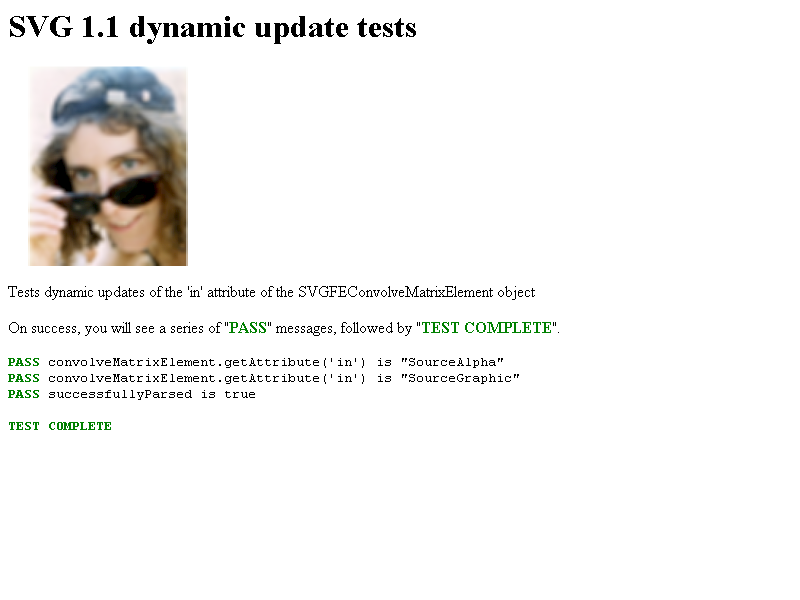 SVG 1.1 dynamic update tests
Tests dynamic updates of the 'in' attribute of the SVGFEConvolveMatrixElement object
On success, you will see a series of "PASS" messages, followed by "TEST COMPLETE".
PASS convolveMatrixElement.getAttribute('in') is "SourceAlpha"
PASS convolveMatrixElement.getAttribute('in') is "SourceGraphic"
PASS successfullyParsed is true
TEST COMPLETE